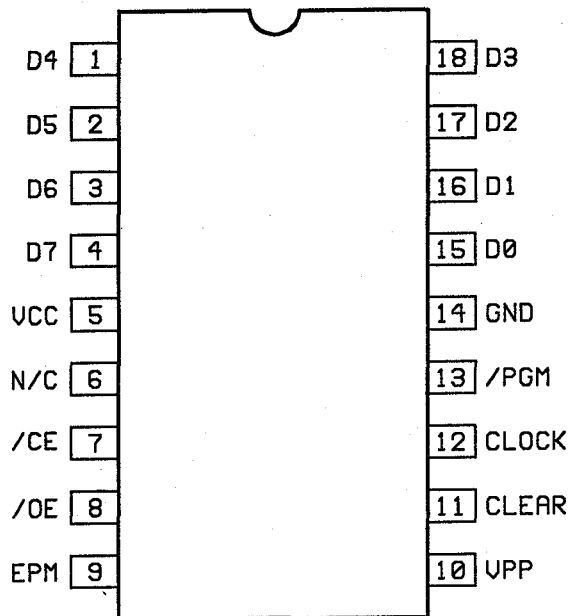 D4 1 18 D3
D5 2 17 D2
D6 3 16 D1
D7 4 15 D0
VCC 5 14 GND
N/C 6 13 /PGM
/CE 7 12 CLOCK
/OE 8 11 CLEAR
EPM 9 10 VPP